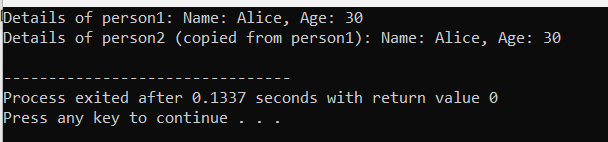 Details of person1: Name: Alice, Age: 30
Details of person2 (copied from person1): Name: Alice, Age: 30
--------------------------------
Process exited after 0.1337 seconds with return value 0
Press any key to continue . . .